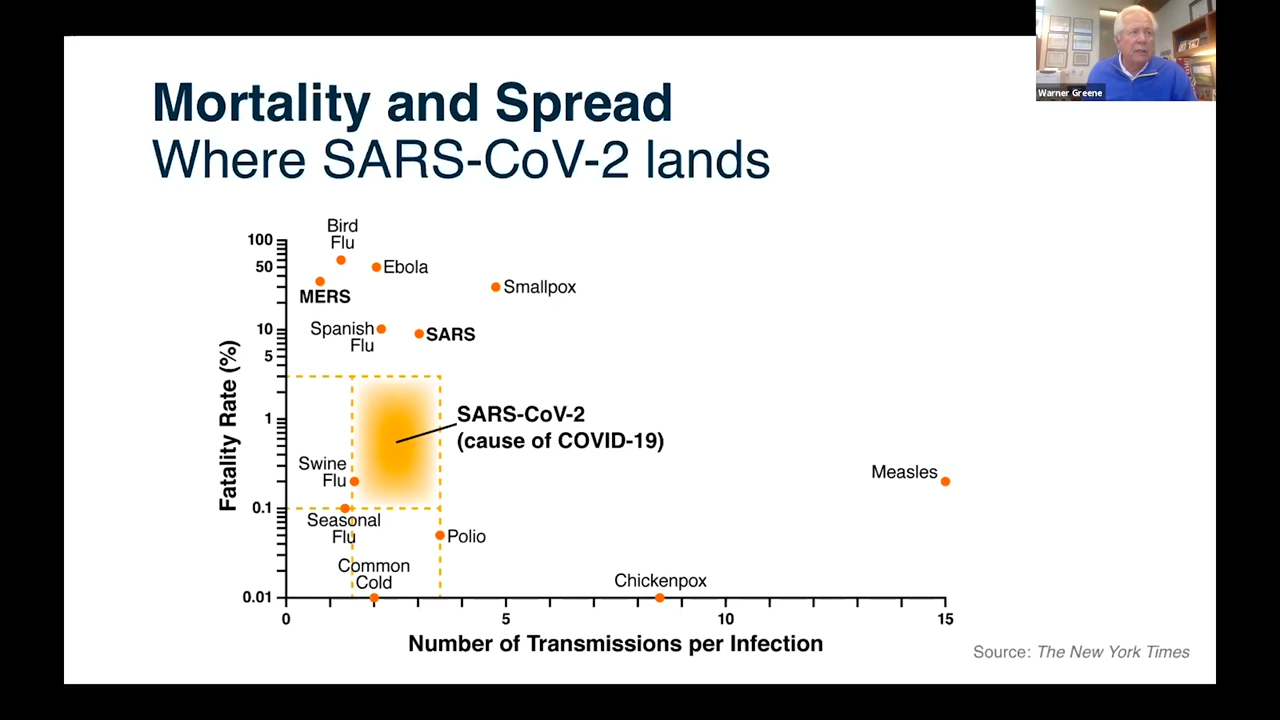 Warner Greene
Mortality and Spread
Where SARS-CoV-2 lands
Bird
Flu
100
50
Ebola
MERS
Smallpox
10
Spanish
Flu
SARS
5
SARS-CoV-2
(cause of COVID-19)
1
Swine
Flu
Measles
0.1
Seasonal
Flu
Polio
Common
Cold
Chickenpox
0.01
0
5
10
15
Fatality Rate (%)
Number of Transmissions per Infection
Source: The New York Times